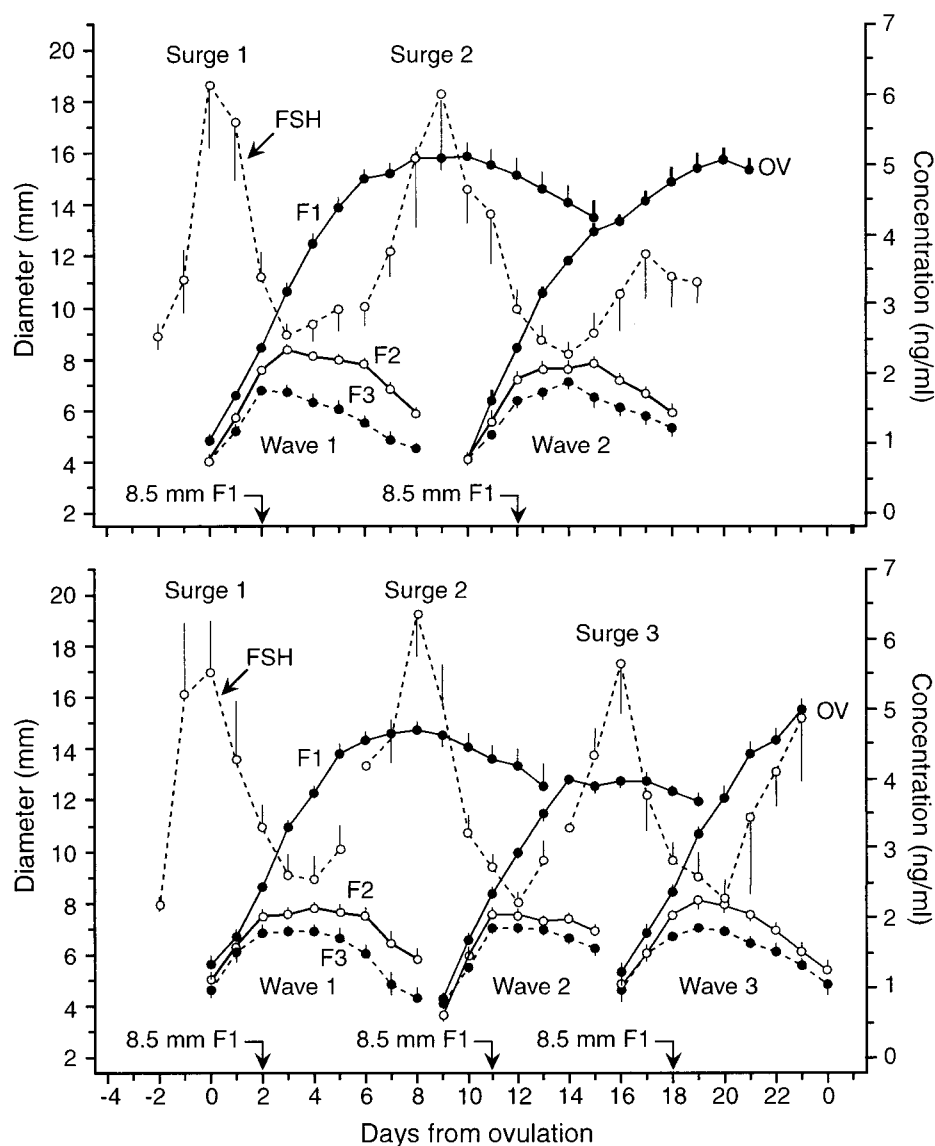 Surge 1
Surge 2
FSH
F1
F2
F3
OV
Wave 1
Wave 2
8.5 mm F1
8.5 mm F1
Diameter (mm)
20
18
16
14
12
10
8
6
4
2
Concentration (ng/ml)
7
6
5
4
3
2
1
0
Surge 1
Surge 2
Surge 3
FSH
F1
F2
F3
OV
Wave 1
Wave 2
Wave 3
8.5 mm F1
8.5 mm F1
8.5 mm F1
Diameter (mm)
20
18
16
14
12
10
8
6
4
2
Concentration (ng/ml)
7
6
5
4
3
2
1
0
-4 -2 0 2 4 6 8 10 12 14 16 18 20 22 0
Days from ovulation